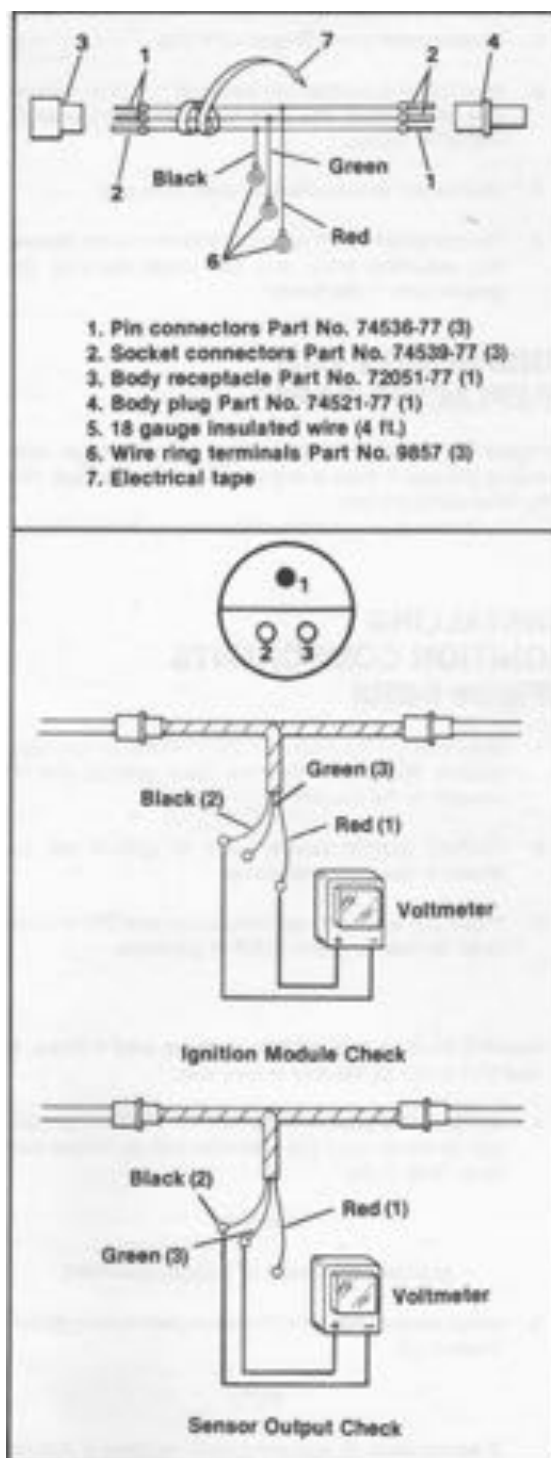 3
1
7
2
4
2
Black
Green
1
Red
6
1. Pin connectors Part No. 74536-77 (3)
2. Socket connectors Part No. 74539-77 (3)
3. Body receptacle Part No. 72051-77 (1)
4. Body plug Part No. 74521-77 (1)
5. 18 gauge insulated wire (4 ft.)
6. Wire ring terminals Part No. 9857 (3)
7. Electrical tape
1
2 3
Green (3)
Black (2)
Red (1)
Voltmeter
Ignition Module Check
Black (2)
Red (1)
Green (3)
Voltmeter
Sensor Output Check